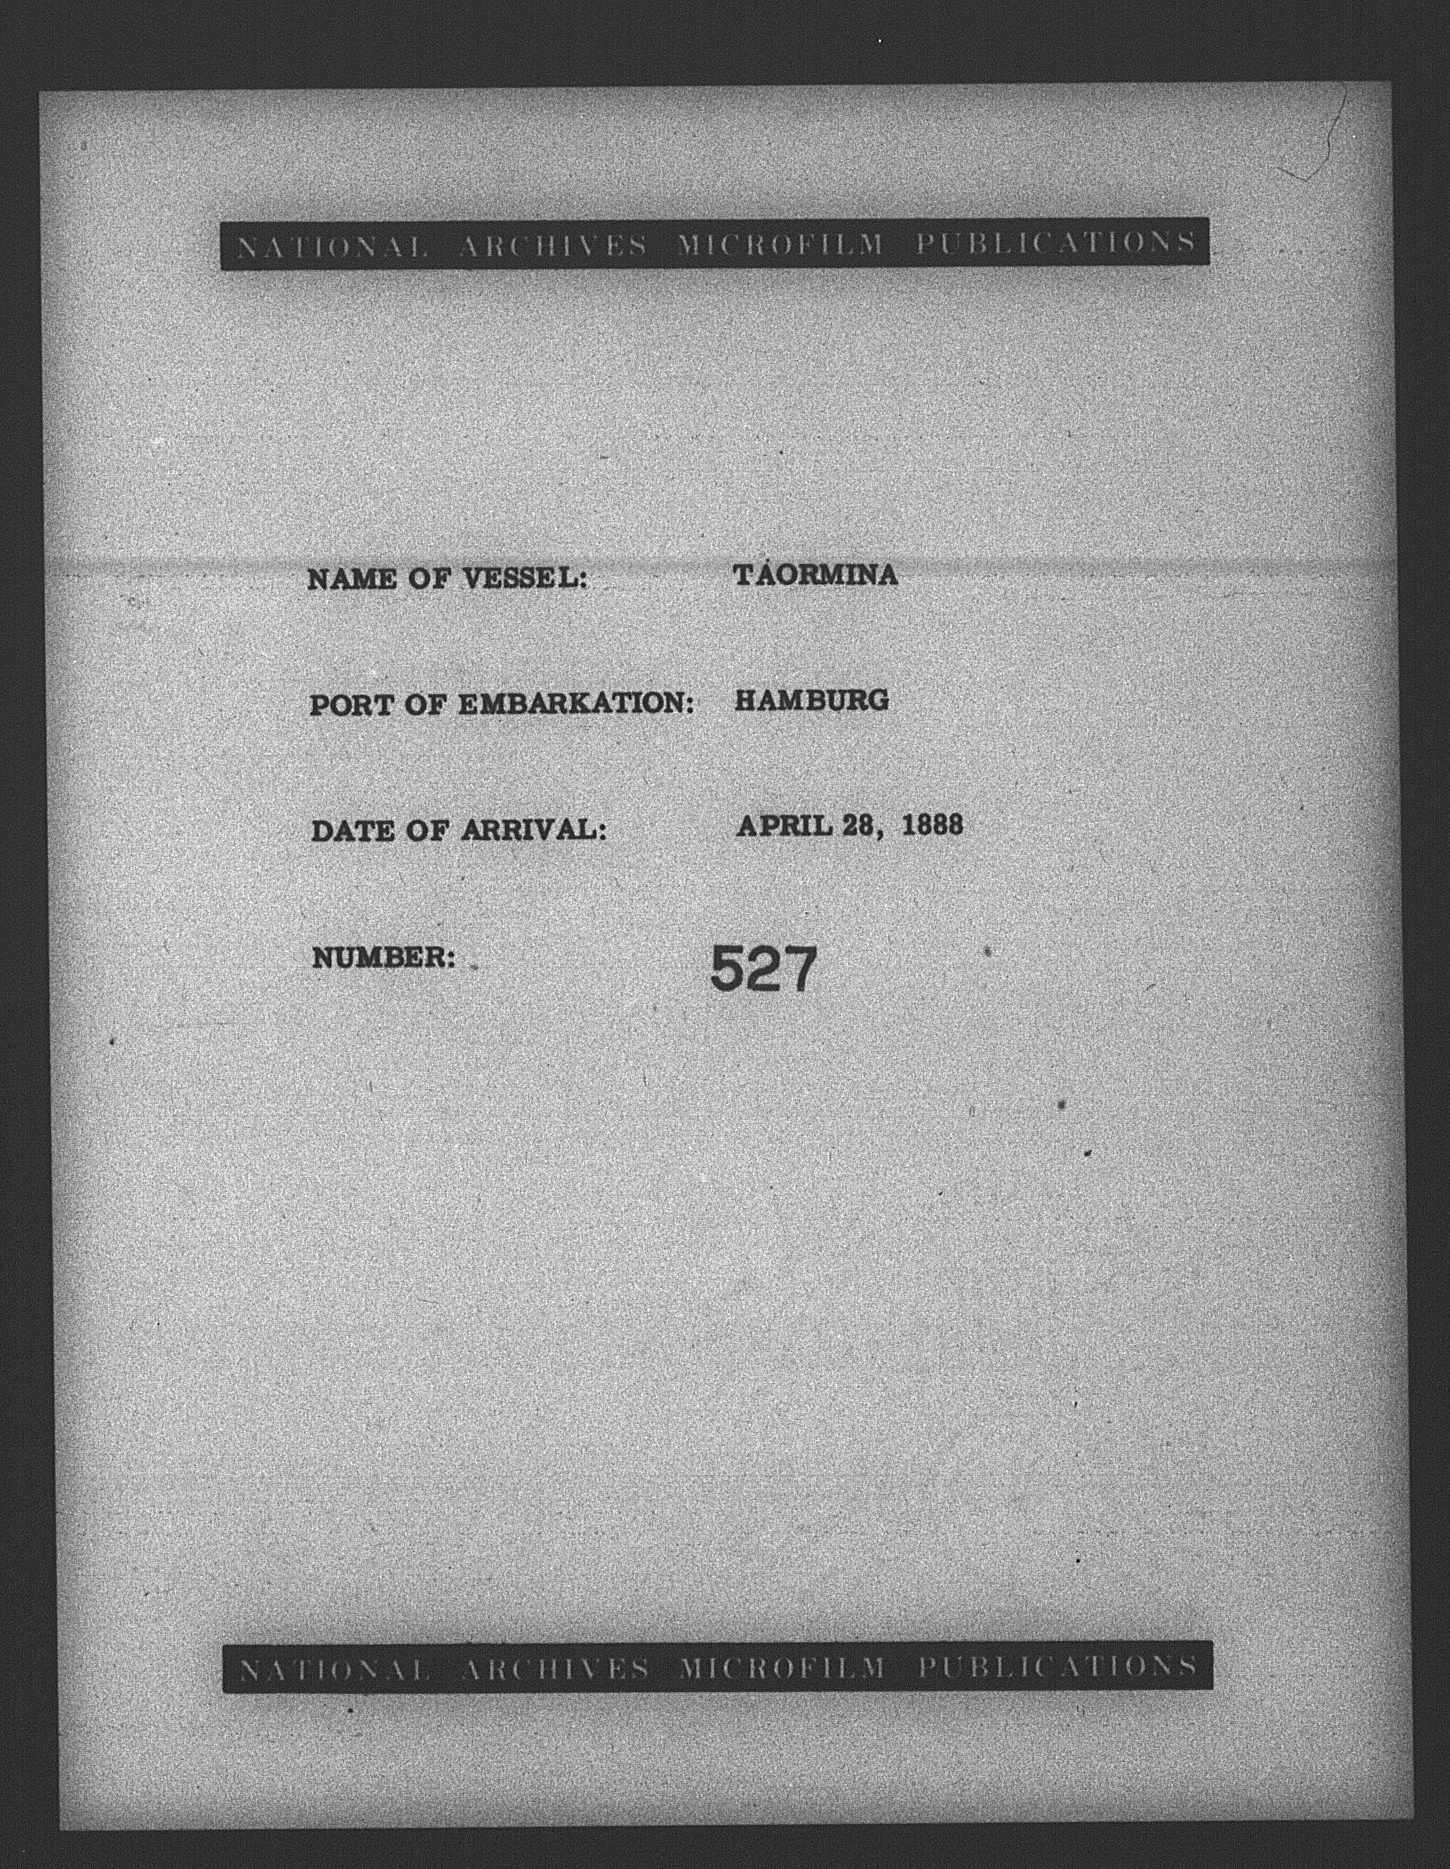 NATIONAL ARCHIVES MICROFILM PUBLICATIONS
NAME OF VESSEL: TAORMINA
PORT OF EMBARKATION: HAMBURG
DATE OF ARRIVAL: APRIL 28, 1888
NUMBER: 527
NATIONAL ARCHIVES MICROFILM PUBLICATIONS